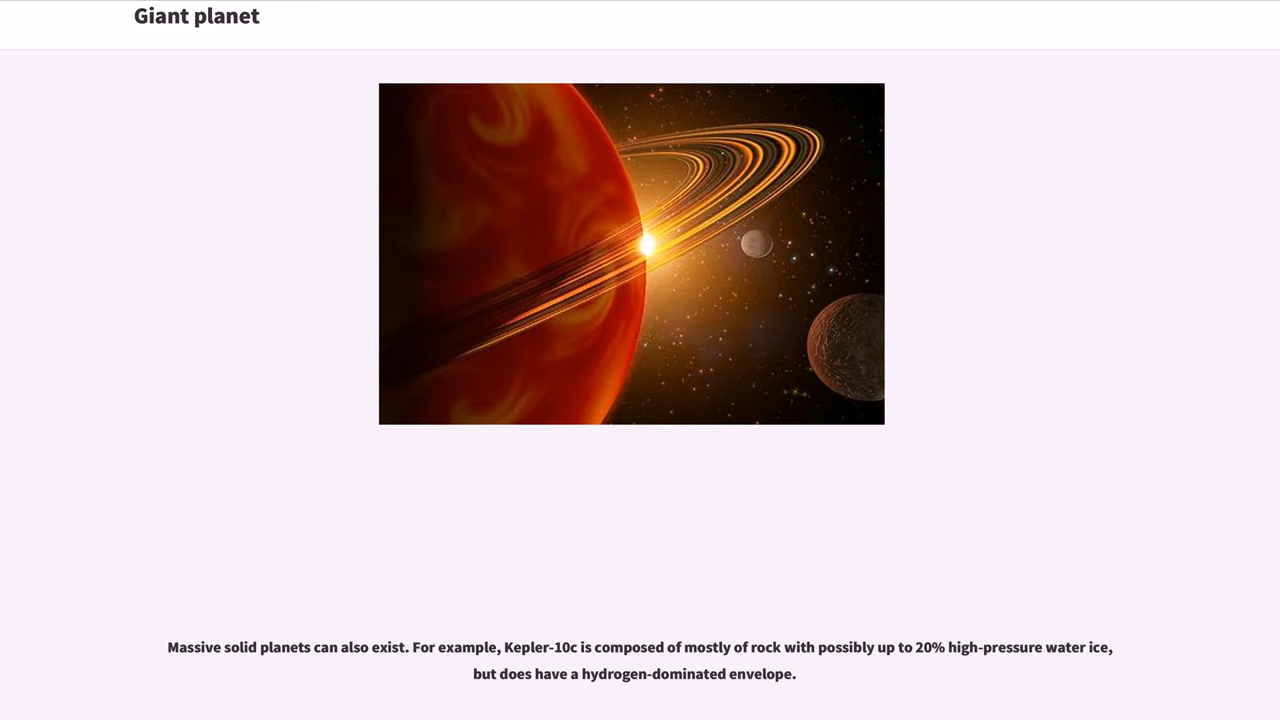 Giant planet
Massive solid planets can also exist. For example, Kepler-10c is composed of mostly of rock with possibly up to 20% high-pressure water ice,
but does have a hydrogen-dominated envelope.